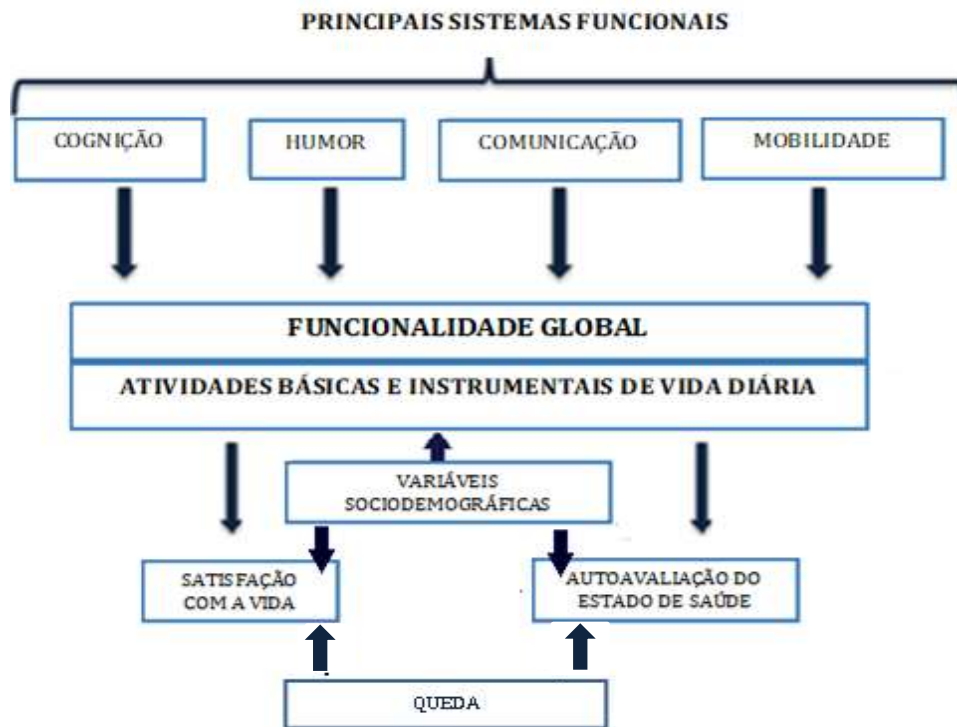 PRINCIPAIS SISTEMAS FUNCIONAIS
COGNIÇÃO
HUMOR
COMUNICAÇÃO
MOBILIDADE
FUNCIONALIDADE GLOBAL
ATIVIDADES BÁSICAS E INSTRUMENTAIS DE VIDA DIÁRIA
VARIÁVEIS
SOCIODEMOGRÁFICAS
SATISFAÇÃO
COM A VIDA
AUTOAVALIAÇÃO DO
ESTADO DE SAÚDE
QUEDA